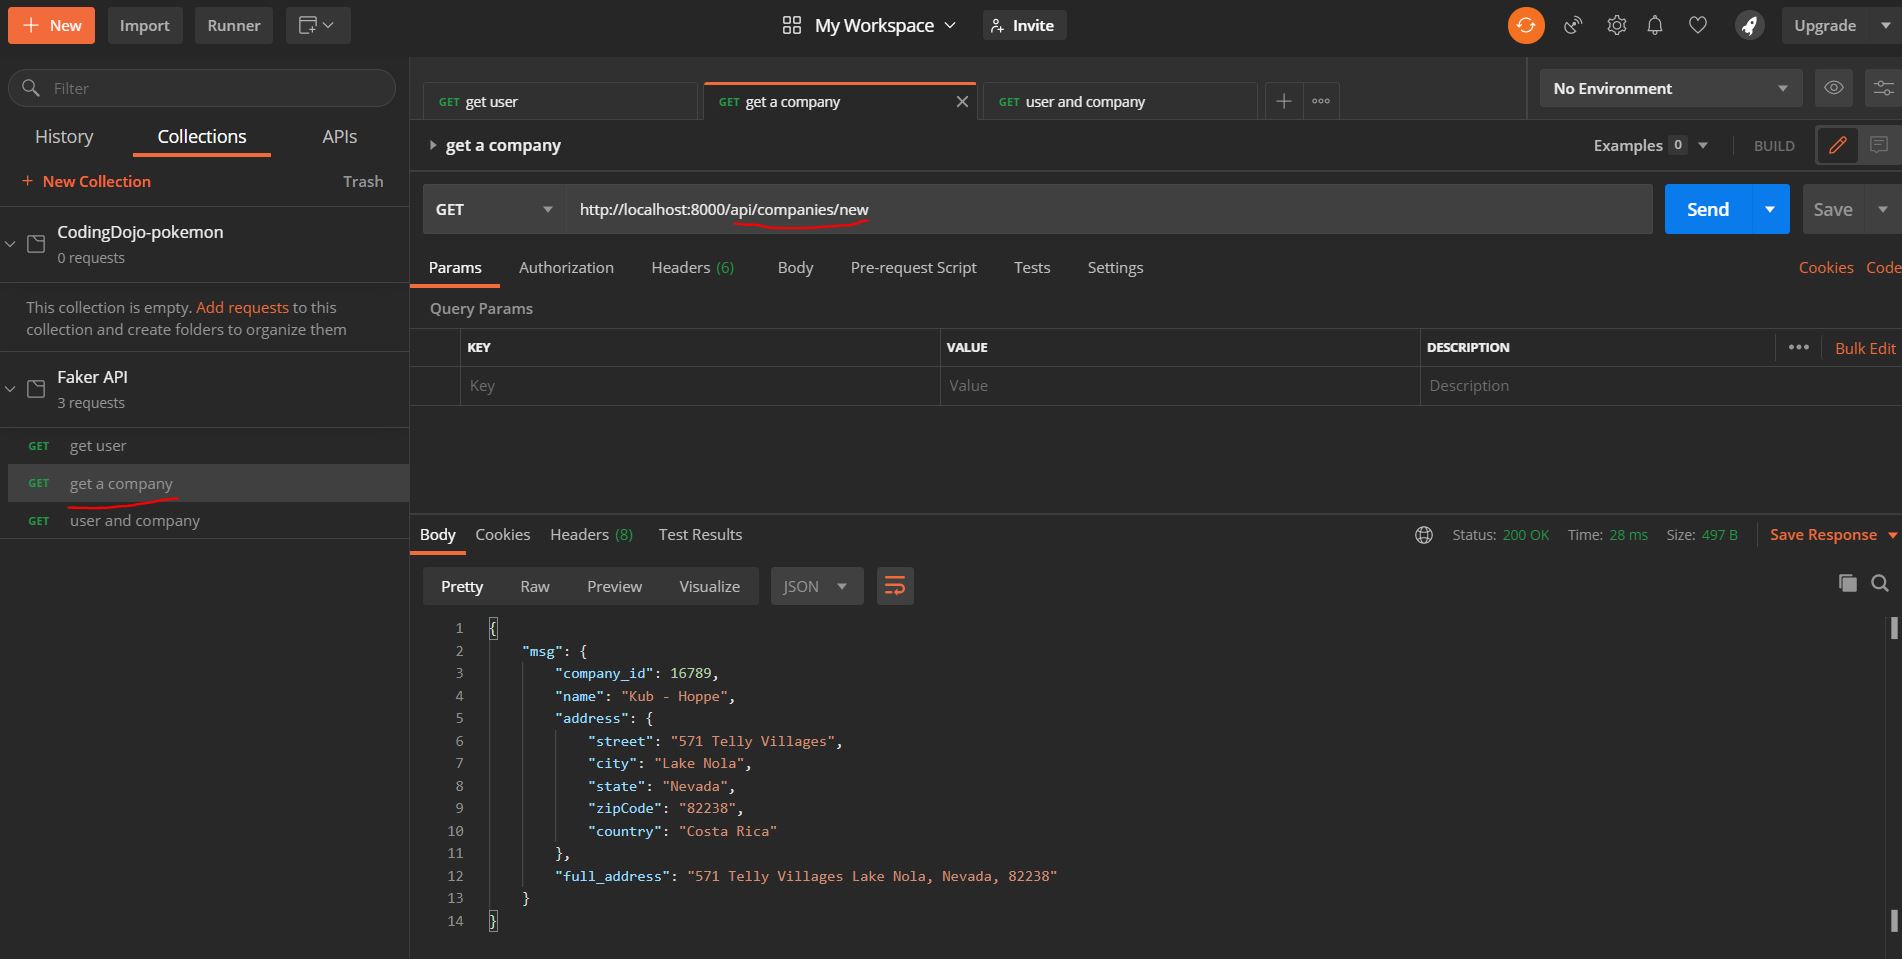 New Import Runner My Workspace Invite Upgrade
Filter
History Collections APIs
+ New Collection Trash
CodingDojo-pokemon
0 requests
This collection is empty. Add requests to this
collection and create folders to organize them
Faker API
3 requests
GET get user
GET get a company
GET user and company
GET get user GET get a company GET user and company No Environment
get a company Examples 0 BUILD
GET http://localhost:8000/api/companies/new Send Save
Params Authorization Headers (6) Body Pre-request Script Tests Settings Cookies Code
Query Params
KEY VALUE DESCRIPTION Bulk Edit
Key Value Description
Body Cookies Headers (8) Test Results Status: 200 OK Time: 28 ms Size: 497 B Save Response
Pretty Raw Preview Visualize JSON
1 {
2 "msg": {
3 "company_id": 16789,
4 "name": "Kub - Hoppe",
5 "address": {
6 "street": "571 Telly Villages",
7 "city": "Lake Nola",
8 "state": "Nevada",
9 "zipCode": "82238",
10 "country": "Costa Rica"
11 },
12 "full_address": "571 Telly Villages Lake Nola, Nevada, 82238"
13 }
14 }